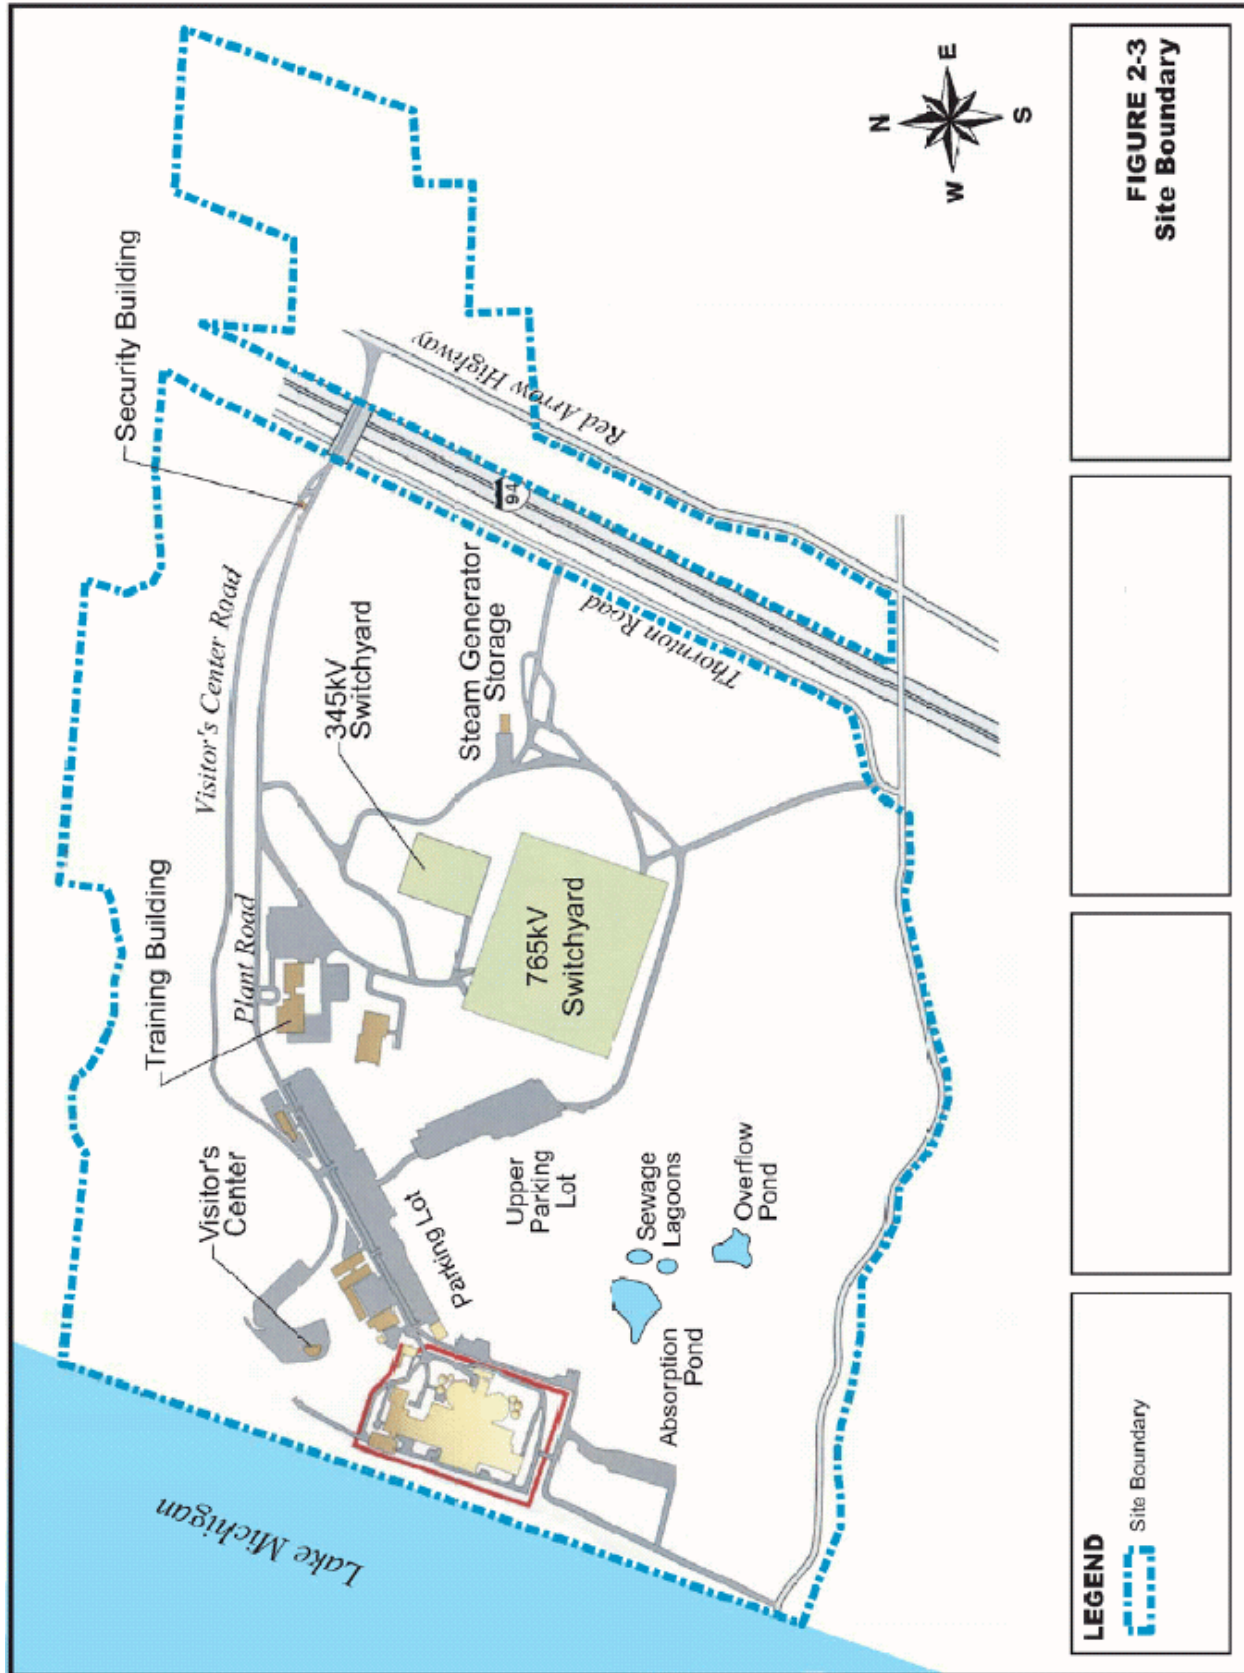 Security Building
Visitor's Center Road
Red Arrow Highway
94
Thornton Road
345kV
Switchyard
Steam Generator
Storage
Training Building
Plant Road
765kV
Switchyard
Visitor's
Center
Parking Lot
Upper
Parking
Lot
Sewage
Lagoons
Overflow
Pond
Absorption
Pond
Lake Michigan
N
E
S
W
LEGEND
Site Boundary
FIGURE 2-3
Site Boundary